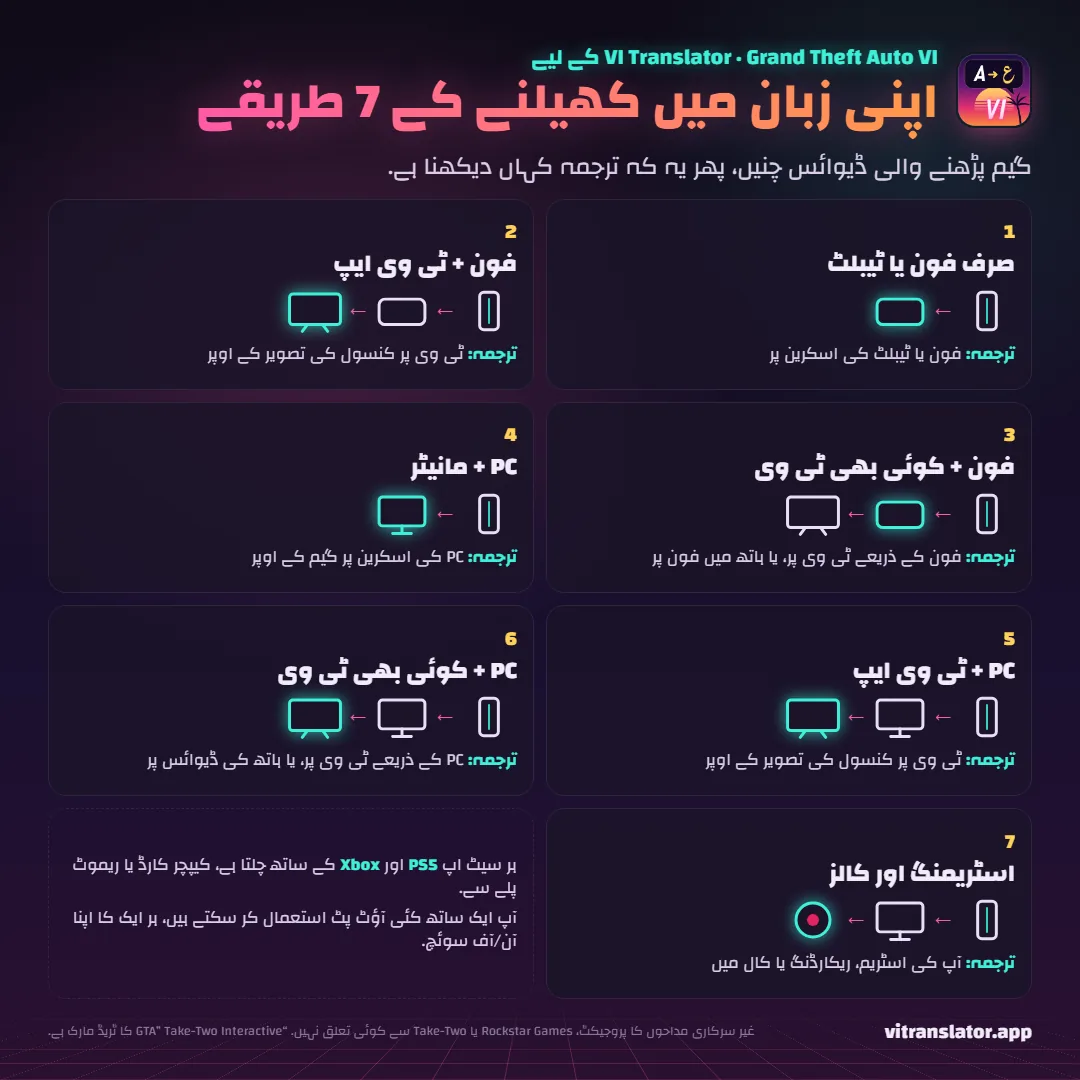 VI Translator · Grand Theft Auto VI کے لیے
اپنی زبان میں کھیلنے کے 7 طریقے
گیم پڑھنے والی ڈیوائس چنیں، پھر یہ کہ ترجمہ کہاں دیکھنا ہے۔
A→ع
VI
1
صرف فون یا ٹیبلٹ
ترجمہ: فون یا ٹیبلٹ کی اسکرین پر
2
فون + ٹی وی ایپ
ترجمہ: ٹی وی پر کنسول کی تصویر کے اوپر
3
فون + کوئی بھی ٹی وی
ترجمہ: فون کے ذریعے ٹی وی پر، یا ہاتھ میں فون پر
4
PC + مانیٹر
ترجمہ: PC کی اسکرین پر گیم کے اوپر
5
PC + ٹی وی ایپ
ترجمہ: ٹی وی پر کنسول کی تصویر کے اوپر
6
PC + کوئی بھی ٹی وی
ترجمہ: PC کے ذریعے ٹی وی پر، یا ہاتھ کی ڈیوائس پر
7
اسٹریمنگ اور کالز
ترجمہ: آپ کی اسٹریم، ریکارڈنگ یا کال میں
ہر سیٹ اپ PS5 اور Xbox کے ساتھ چلتا ہے، کیپچر کارڈ یا ریموٹ
پلے سے۔
آپ ایک ساتھ کئی آؤٹ پٹ استعمال کر سکتے ہیں، ہر ایک کا اپنا
آن/آف سوئچ۔
vitranslator.app
غیر سرکاری مداحوں کا پروجیکٹ، Rockstar Games یا Take-Two سے کوئی تعلق نہیں۔ "GTA" Take-Two Interactive کا ٹریڈ مارک ہے۔